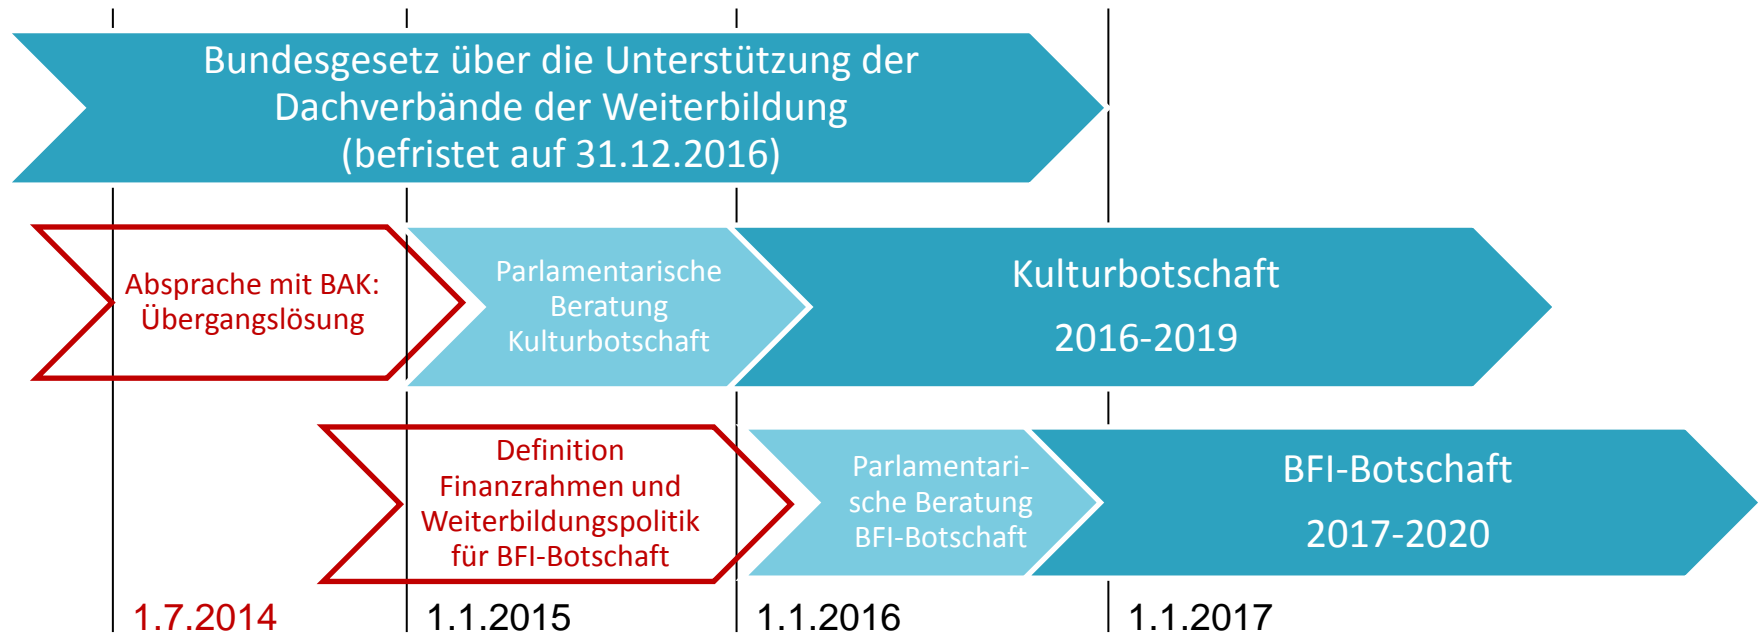 Bundesgesetz über die Unterstützung der
Dachverbände der Weiterbildung
(befristet auf 31.12.2016)
Absprache mit BAK:
Übergangslösung
Parlamentarische
Beratung
Kulturbotschaft
Kulturbotschaft
2016-2019
Definition
Finanzrahmen und
Weiterbildungspolitik
für BFI-Botschaft
Parlamentari-
sche Beratung
BFI-Botschaft
BFI-Botschaft
2017-2020
1.7.2014
1.1.2015
1.1.2016
1.1.2017